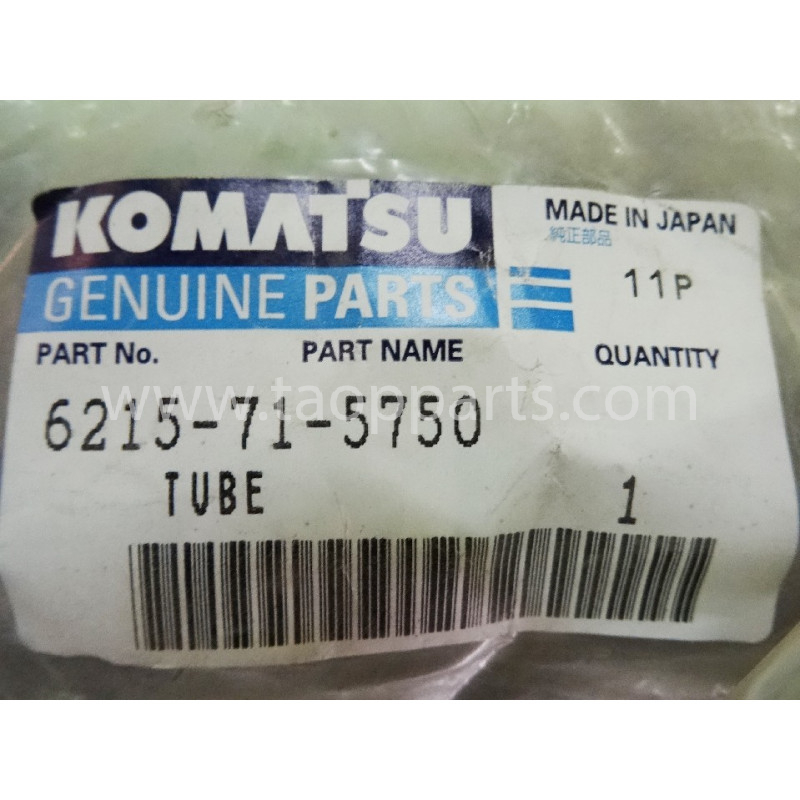 KOMATSU
MADE IN JAPAN
純正部品
GENUINE PARTS
11P
PART No. PART NAME QUANTITY
www.taopparts.com
6215-71-5750
TUBE 1